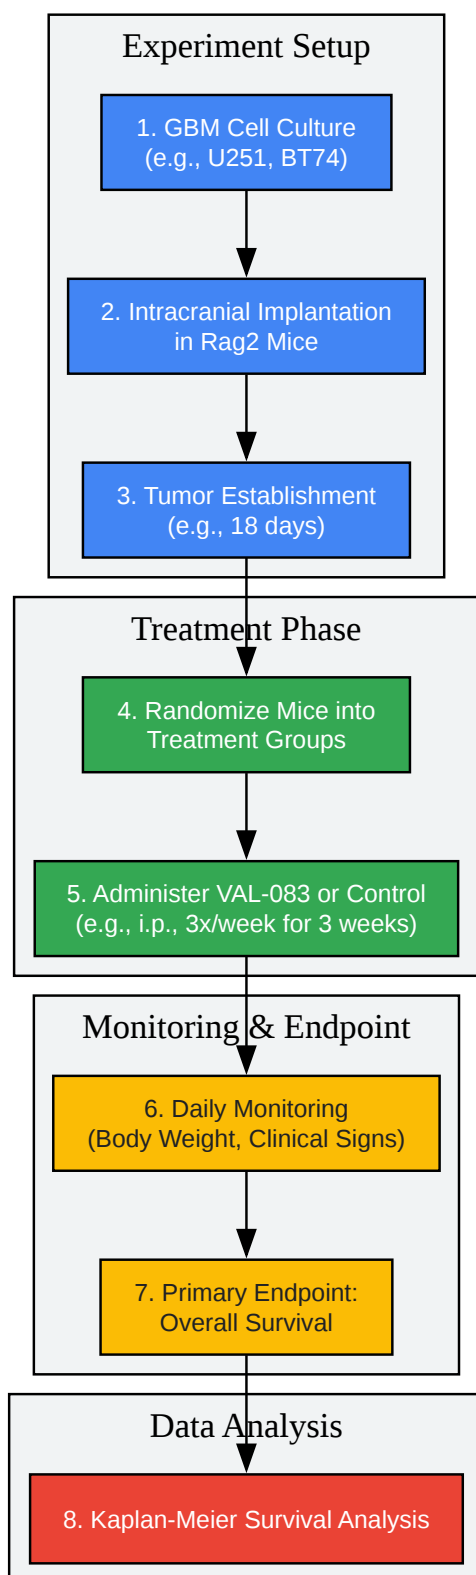 Experiment Setup
1. GBM Cell Culture
(e.g., U251, BT74)
2. Intracranial Implantation
in Rag2 Mice
3. Tumor Establishment
(e.g., 18 days)
Treatment Phase
4. Randomize Mice into
Treatment Groups
5. Administer VAL-083 or Control
(e.g., i.p., 3x/week for 3 weeks)
Monitoring & Endpoint
6. Daily Monitoring
(Body Weight, Clinical Signs)
7. Primary Endpoint:
Overall Survival
Data Analysis
8. Kaplan-Meier Survival Analysis